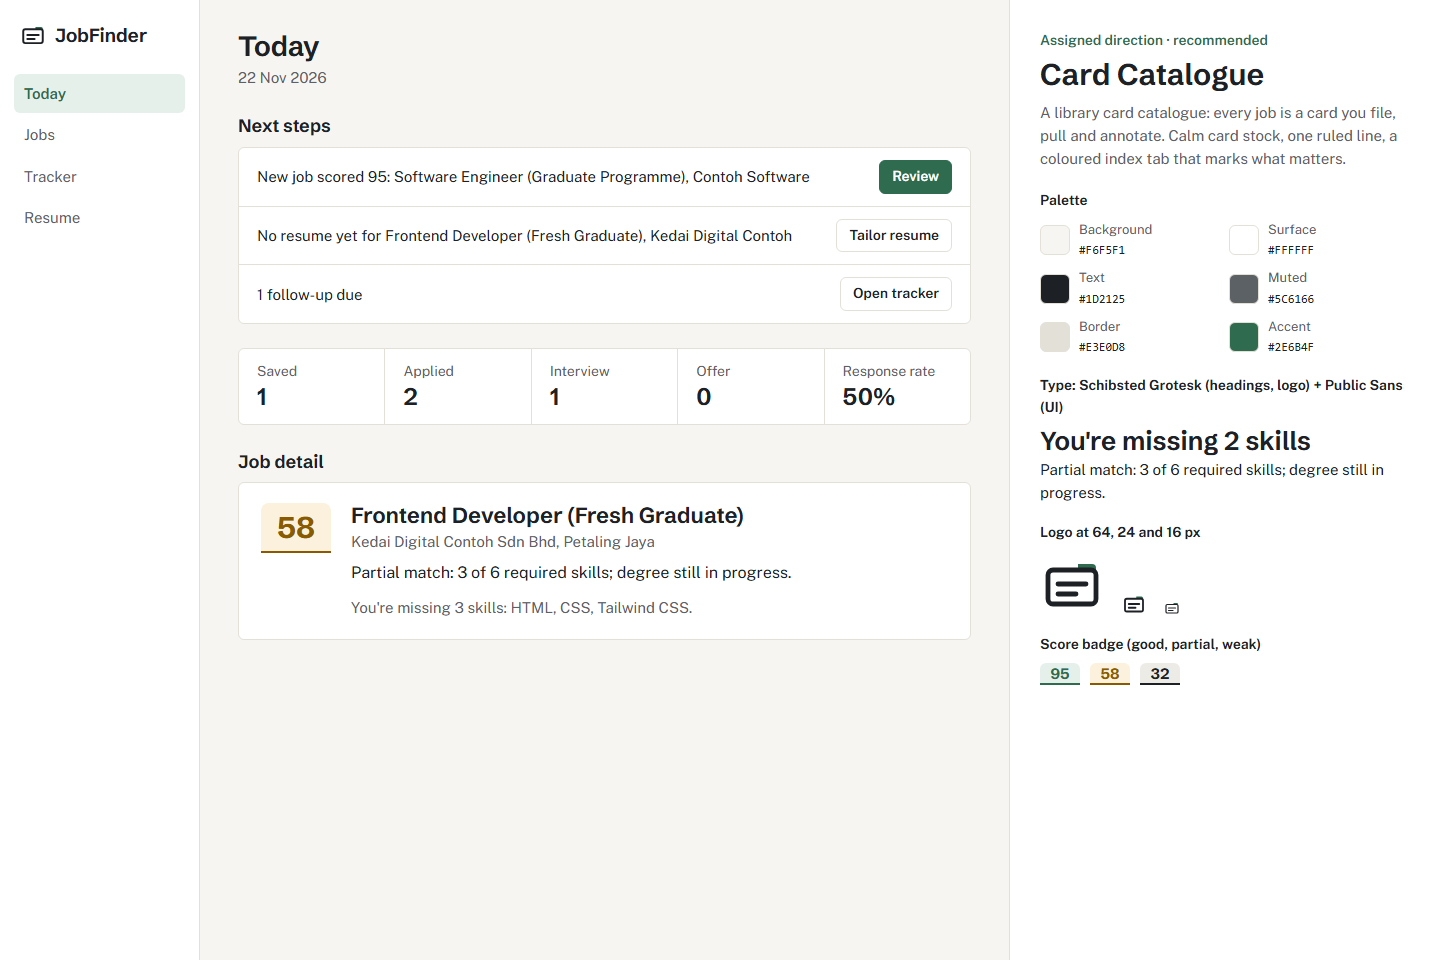 JobFinder
Today
Jobs
Tracker
Resume
Today
22 Nov 2026
Next steps
New job scored 95: Software Engineer (Graduate Programme), Contoh Software
Review
No resume yet for Frontend Developer (Fresh Graduate), Kedai Digital Contoh
Tailor resume
1 follow-up due
Open tracker
Saved
1
Applied
2
Interview
1
Offer
0
Response rate
50%
Job detail
58
Frontend Developer (Fresh Graduate)
Kedai Digital Contoh Sdn Bhd, Petaling Jaya
Partial match: 3 of 6 required skills; degree still in progress.
You're missing 3 skills: HTML, CSS, Tailwind CSS.
Assigned direction · recommended
Card Catalogue
A library card catalogue: every job is a card you file,
pull and annotate. Calm card stock, one ruled line, a
coloured index tab that marks what matters.
Palette
Background
#F6F5F1
Surface
#FFFFFF
Text
#1D2125
Muted
#5C6166
Border
#E3E0D8
Accent
#2E6B4F
Type: Schibsted Grotesk (headings, logo) + Public Sans
(UI)
You're missing 2 skills
Partial match: 3 of 6 required skills; degree still in
progress.
Logo at 64, 24 and 16 px
Score badge (good, partial, weak)
95
58
32